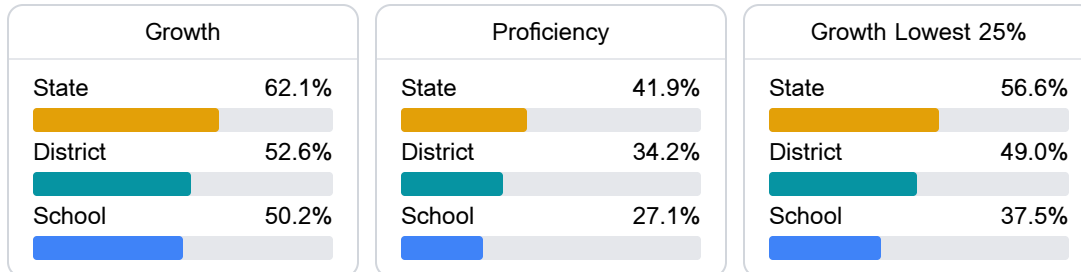 Growth
State 62.1%
District 52.6%
School 50.2%
Proficiency
State 41.9%
District 34.2%
School 27.1%
Growth Lowest 25%
State 56.6%
District 49.0%
School 37.5%